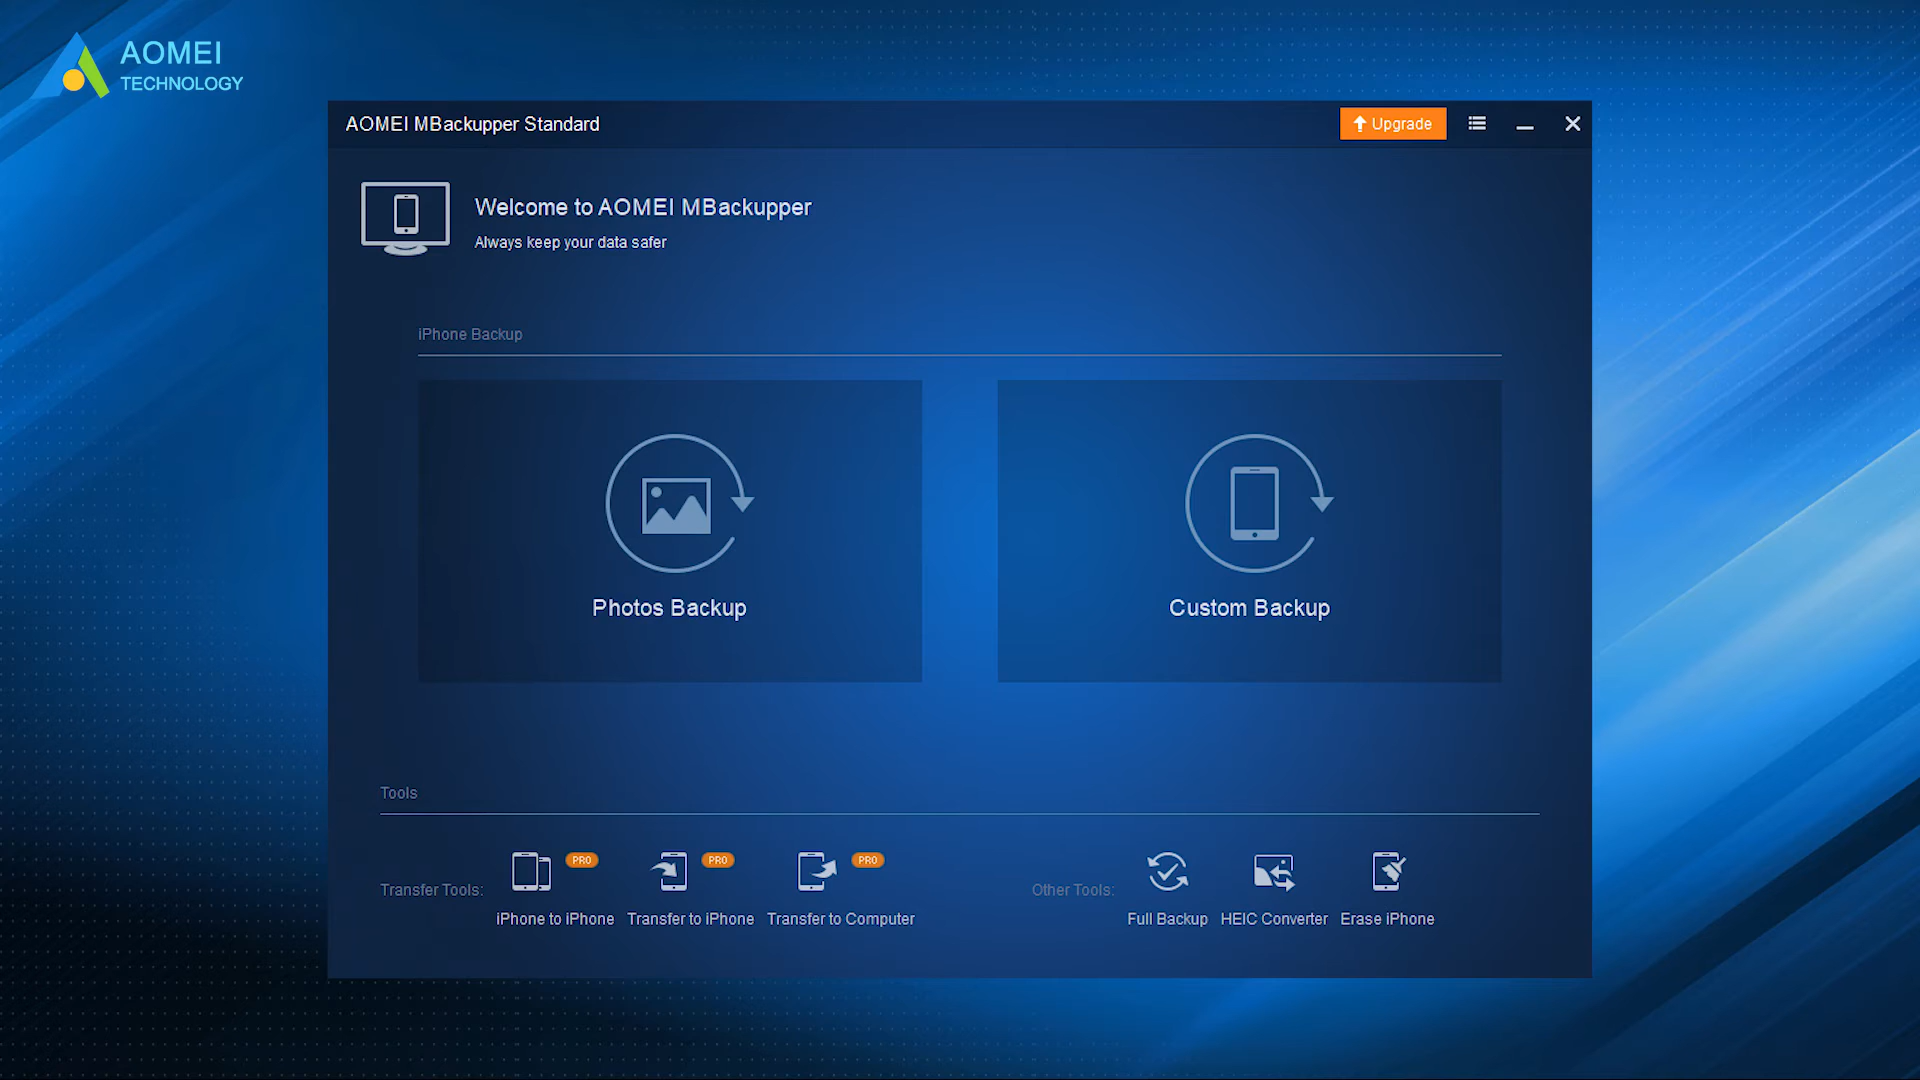 AOMEI
TECHNOLOGY
AOMEI MBackupper Standard
Upgrade
Welcome to AOMEI MBackupper
Always keep your data safer
iPhone Backup
Photos Backup
Custom Backup
Tools
Transfer Tools:
PRO
iPhone to iPhone
PRO
Transfer to iPhone
PRO
Transfer to Computer
Other Tools:
Full Backup
HEIC Converter
Erase iPhone